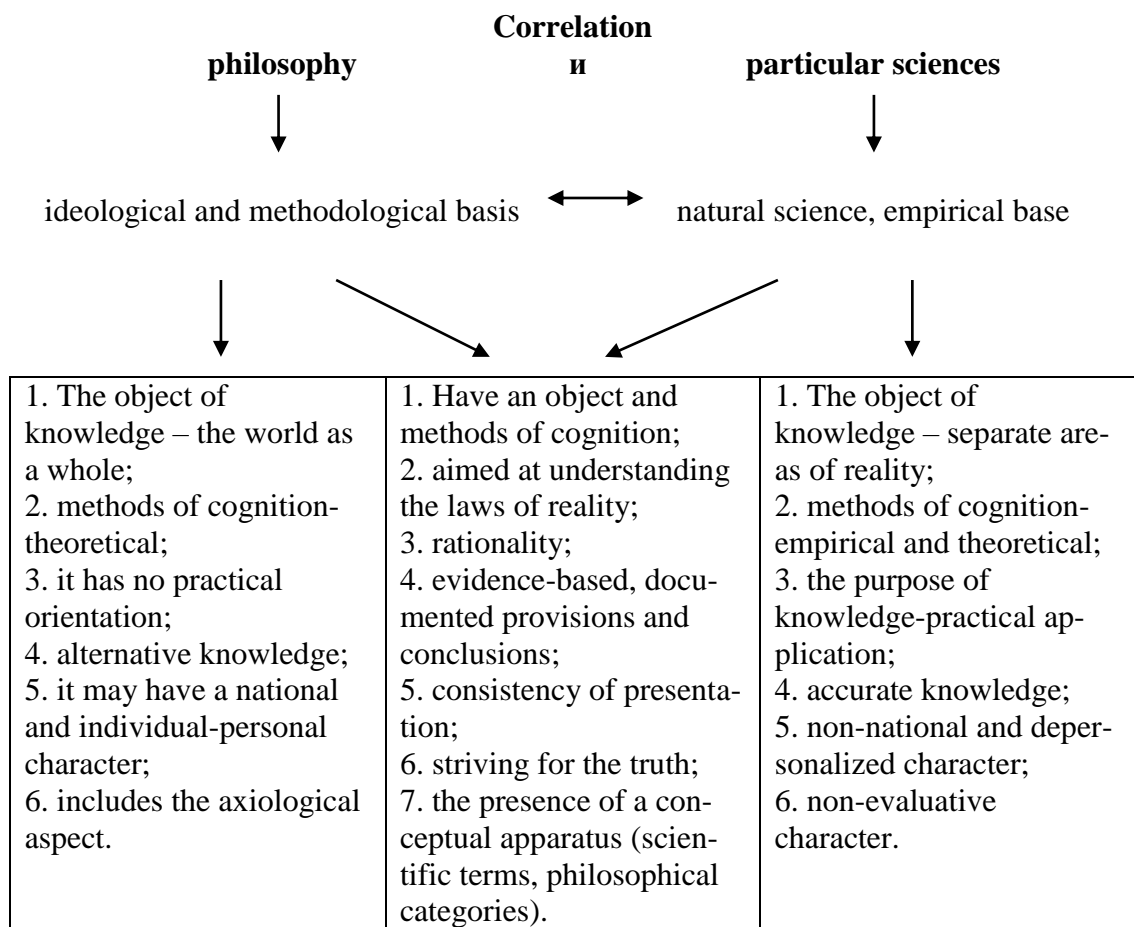 Correlation
philosophy и particular sciences
ideological and methodological basis
natural science, empirical base
1. The object of
knowledge – the world as
a whole;
2. methods of cognition-
theoretical;
3. it has no practical
orientation;
4. alternative knowledge;
5. it may have a national
and individual-personal
character;
6. includes the axiological
aspect.
1. Have an object and
methods of cognition;
2. aimed at understanding
the laws of reality;
3. rationality;
4. evidence-based, docu-
mented provisions and
conclusions;
5. consistency of presenta-
tion;
6. striving for the truth;
7. the presence of a con-
ceptual apparatus (scien-
tific terms, philosophical
categories).
1. The object of
knowledge – separate are-
as of reality;
2. methods of cognition-
empirical and theoretical;
3. the purpose of
knowledge-practical ap-
plication;
4. accurate knowledge;
5. non-national and deper-
sonalized character;
6. non-evaluative
character.